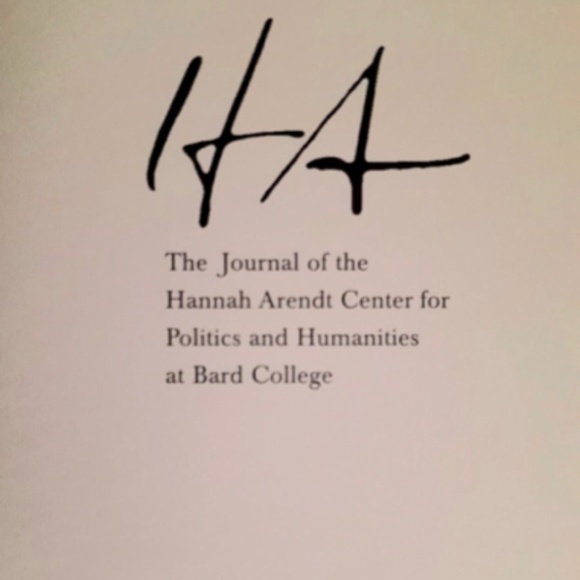 HA
The Journal of the
Hannah Arendt Center for
Politics and Humanities
at Bard College